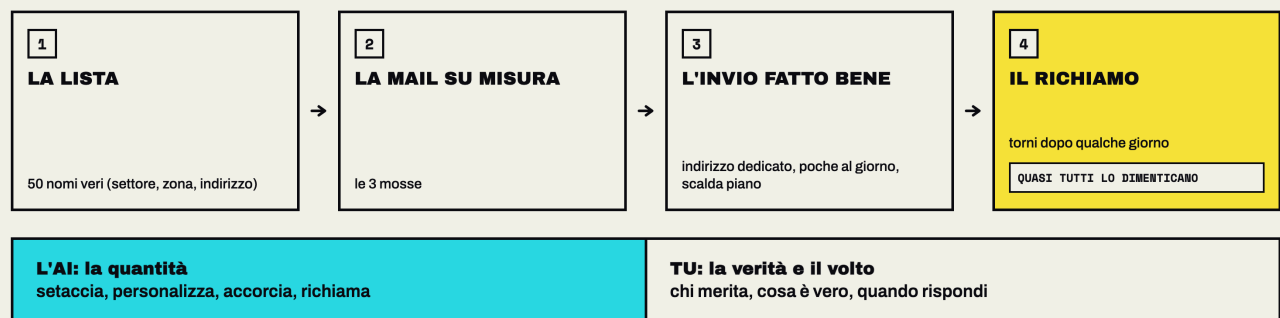 1
LA LISTA
50 nomi veri (settore, zona, indirizzo)
→
2
LA MAIL SU MISURA
le 3 mosse
→
3
L'INVIO FATTO BENE
indirizzo dedicato, poche al giorno,
scalda piano
→
4
IL RICHIAMO
torni dopo qualche giorno
QUASI TUTTI LO DIMENTICANO
L'AI: la quantità
setaccia, personalizza, accorcia, richiama
TU: la verità e il volto
chi merita, cosa è vero, quando rispondi